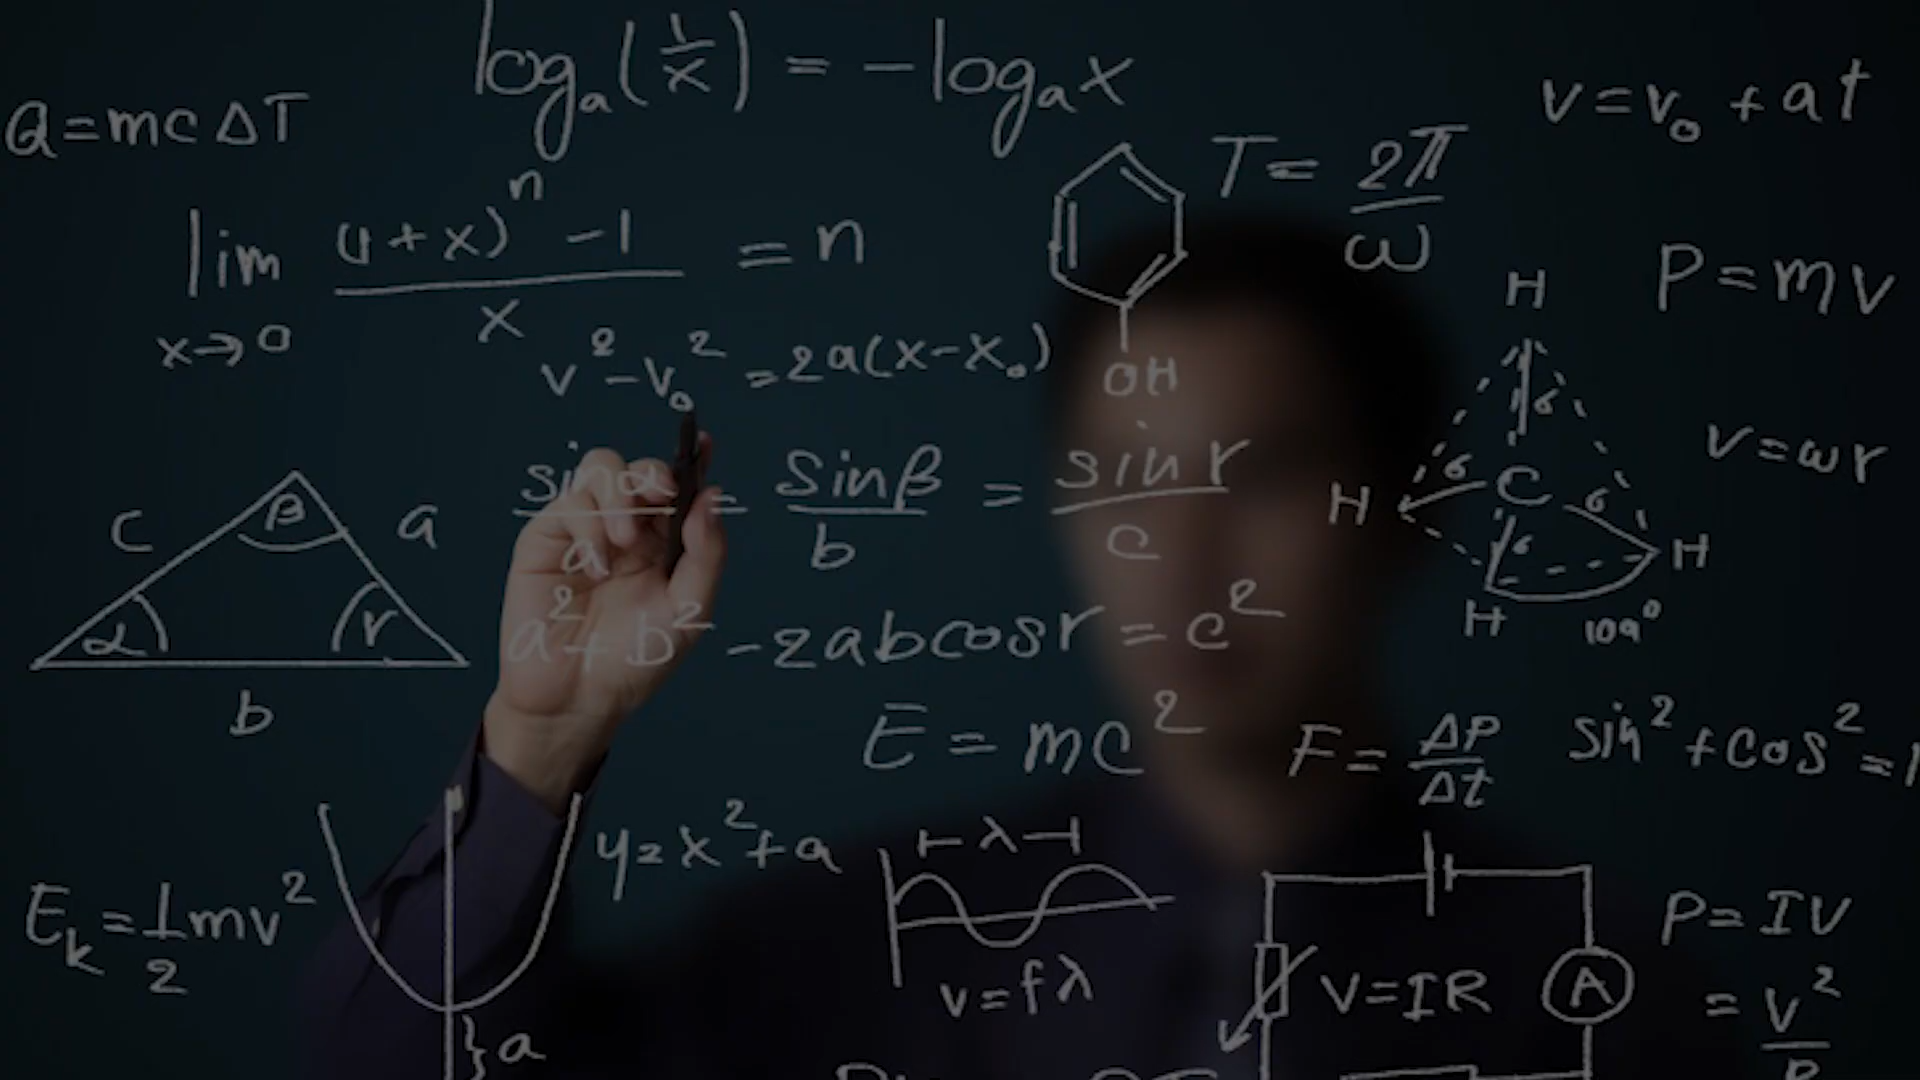 log_a(1/x) = -log_a x
Q=mcΔT
v=v₀+at
T=2π/ω
lim x→0 ((1+x)ⁿ-1)/x = n
P=mv
H
v²-v₀²=2a(x-x₀)
OH
v=ωr
sinα/a = sinβ/b = sin r/c
C
β
a
H
σ
σ
C
σ
σ
H
H
109°
α
r
b
a²+b²-2abcosr=c²
E=mc²
F=ΔP/Δt
sin²+cos²=1
y=x²+a
λ
E_k=1/2mv²
v=fλ
V=IR
A
P=IV
=V²/R
a